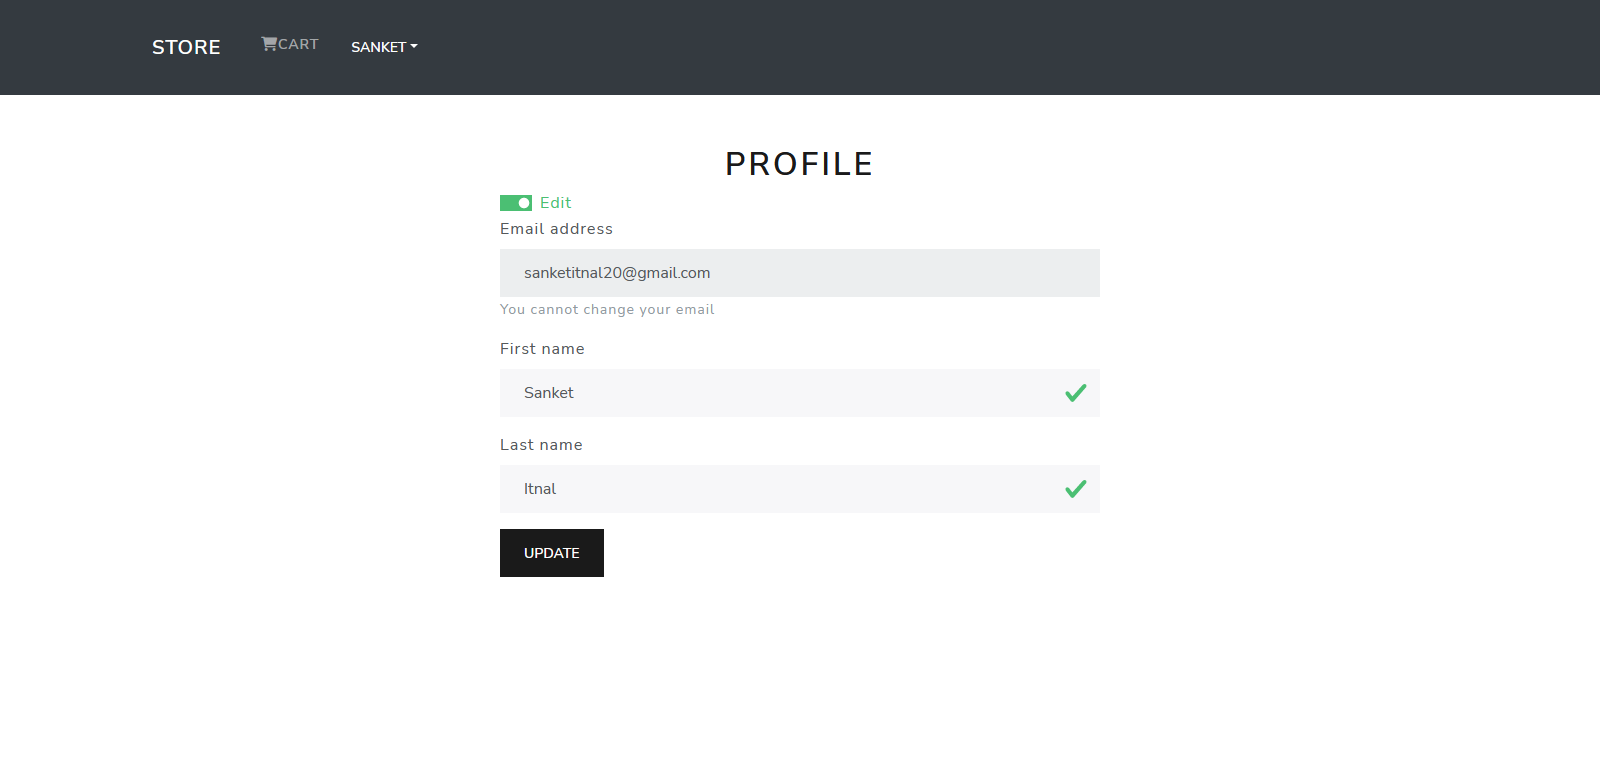 STORE CART SANKET
PROFILE
Edit
Email address
sanketitnal20@gmail.com
You cannot change your email
First name
Sanket
Last name
Itnal
UPDATE